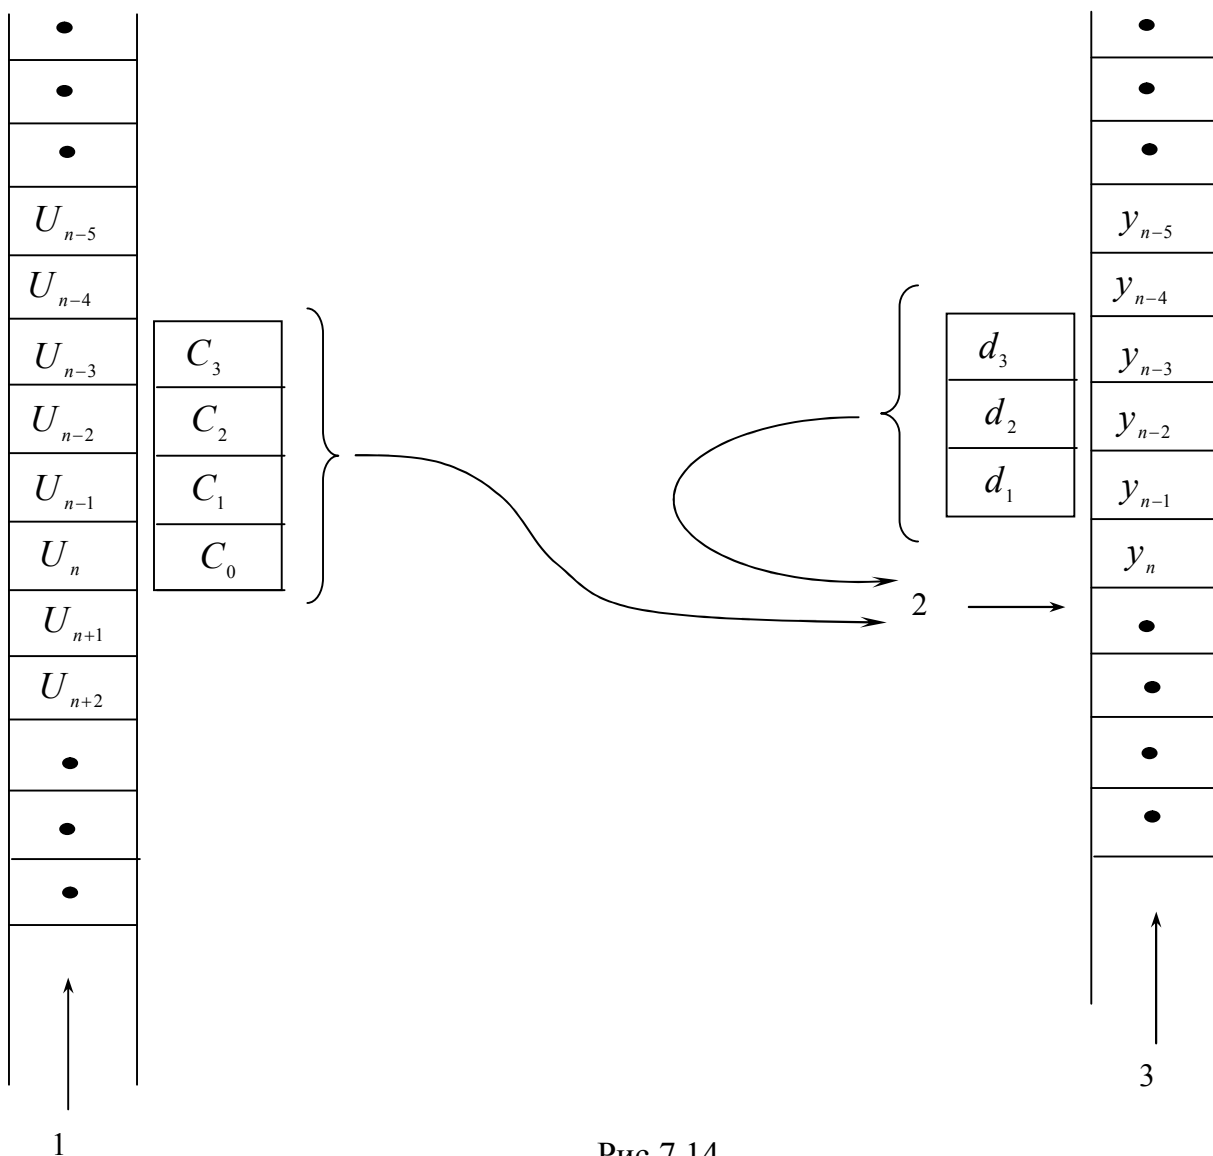 U_{n-5}
U_{n-4}
U_{n-3}
U_{n-2}
U_{n-1}
U_n
U_{n+1}
U_{n+2}
C_3
C_2
C_1
C_0
d_3
d_2
d_1
2
y_{n-5}
y_{n-4}
y_{n-3}
y_{n-2}
y_{n-1}
y_n
1
3
Рис 7.14